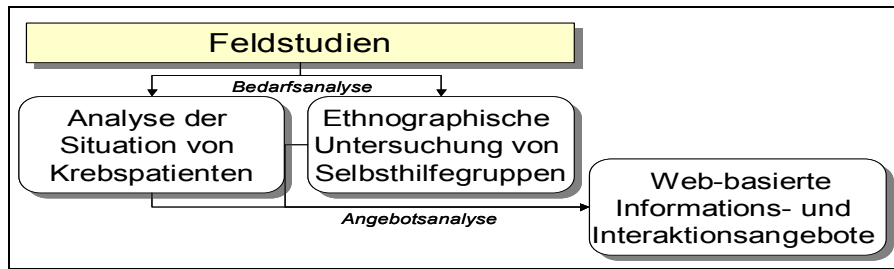 Feldstudien
Bedarfsanalyse
Analyse der
Situation von
Krebspatienten
Ethnographische
Untersuchung von
Selbsthilfegruppen
Angebotsanalyse
Web-basierte
Informations- und
Interaktionsangebote